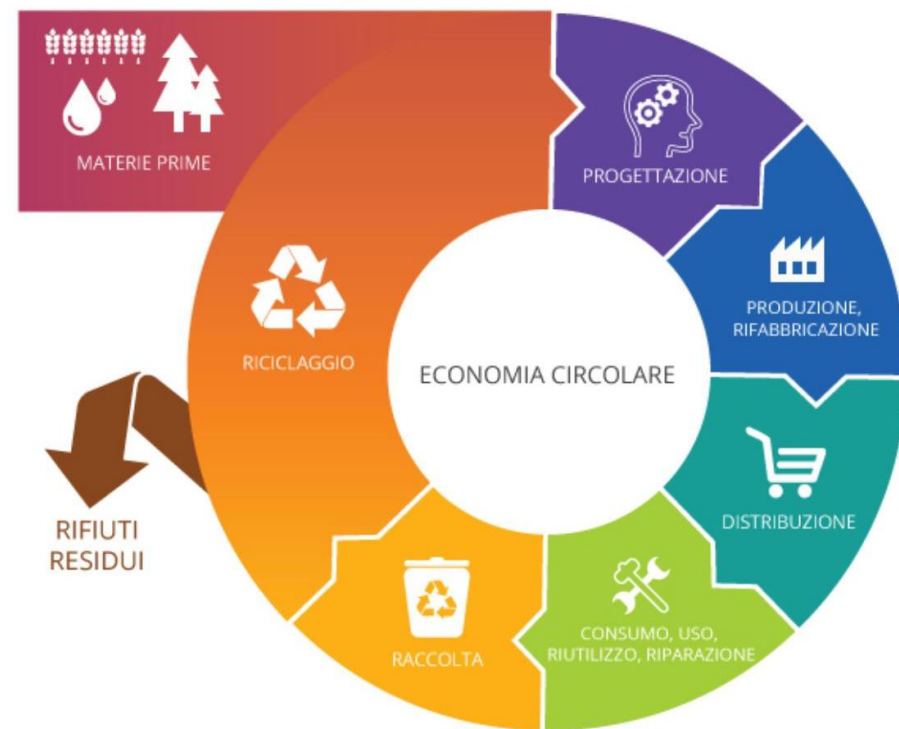 MATERIE PRIME
PROGETTAZIONE
PRODUZIONE,
RIFABBRICAZIONE
RICICLAGGIO
ECONOMIA CIRCOLARE
DISTRIBUZIONE
RIFIUTI
RESIDUI
CONSUMO, USO,
RIUTILIZZO, RIPARAZIONE
RACCOLTA